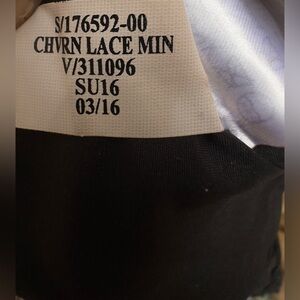 S/176592-00
CHVRN LACE MIN
V/311096
SU16
03/16